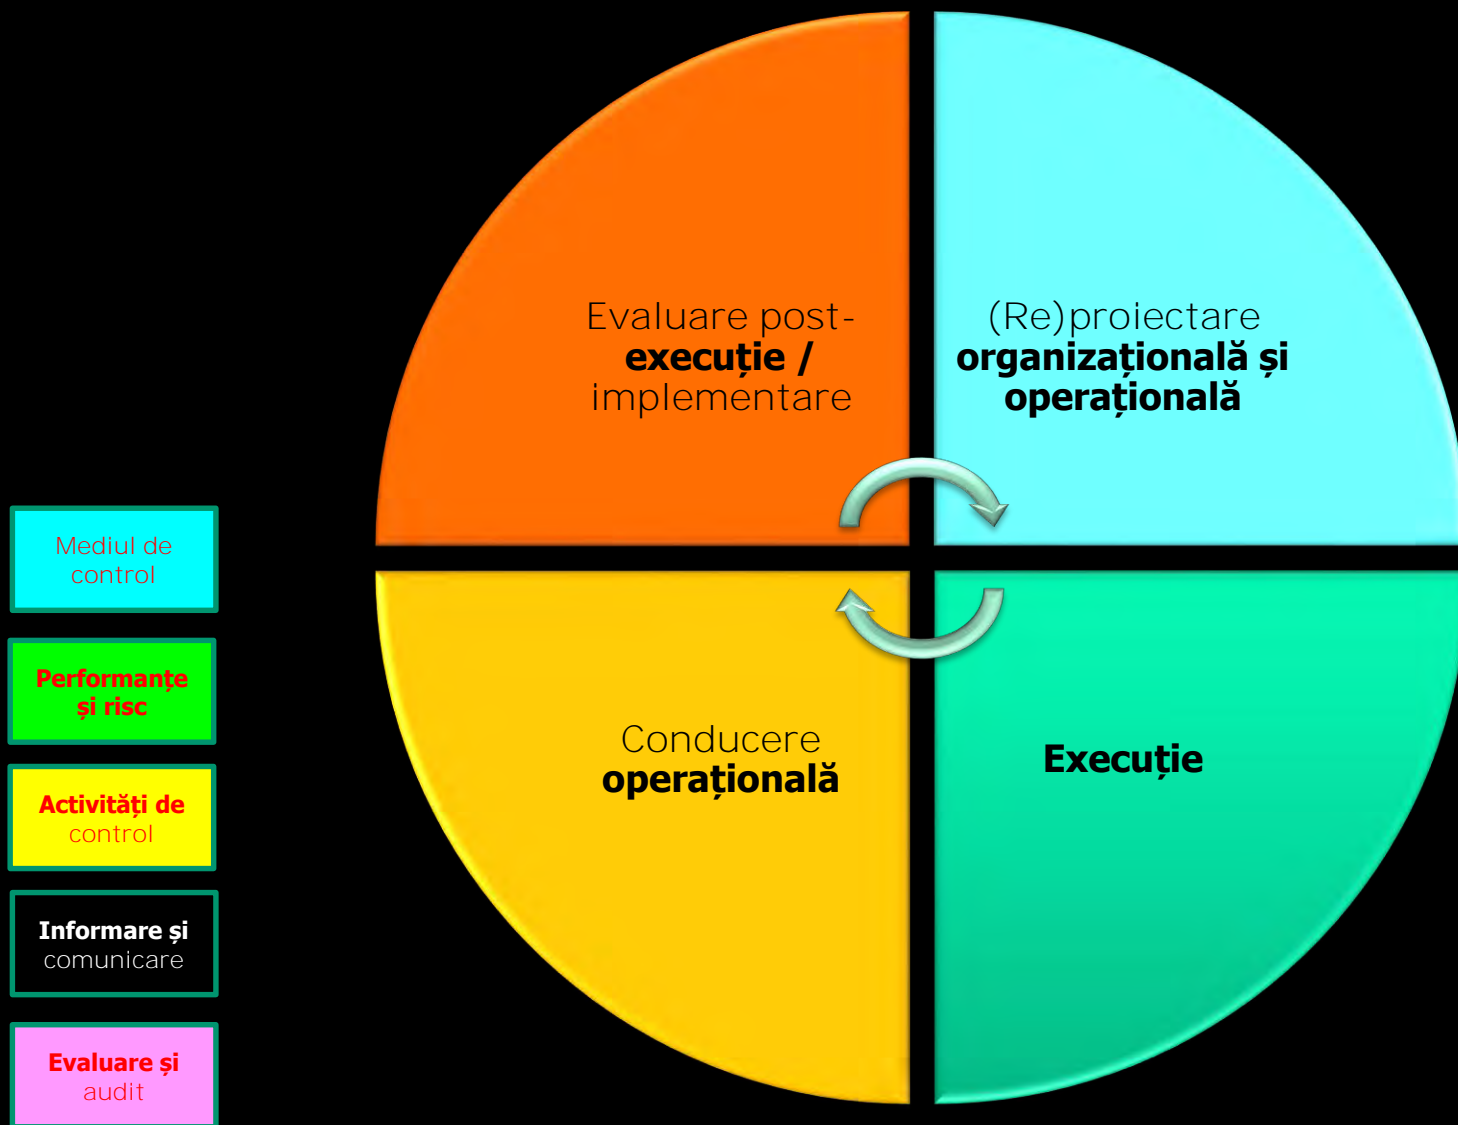 Evaluare post-
execuție /
implementare
(Re)proiectare
organizațională și
operațională
Conducere
operațională
Execuție
Mediul de
control
Performanțe
și risc
Activități de
control
Informare și
comunicare
Evaluare și
audit